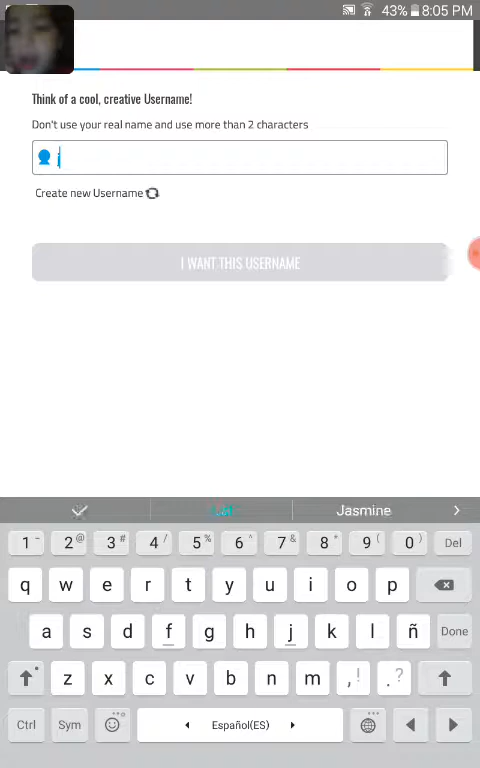 43% 8:05 PM
Think of a cool, creative Username!
Don't use your real name and use more than 2 characters
j
Create new Username
I WANT THIS USERNAME
Jasmine >
1 - 2 @ 3 # 4 / 5 % 6 ^ 7 & 8 + 9 ( 0 ) Del
q w e r t y u i o p
a s d f g h j k l ñ Done
z x c v b n m , ! . ?
Ctrl Sym Español(ES)